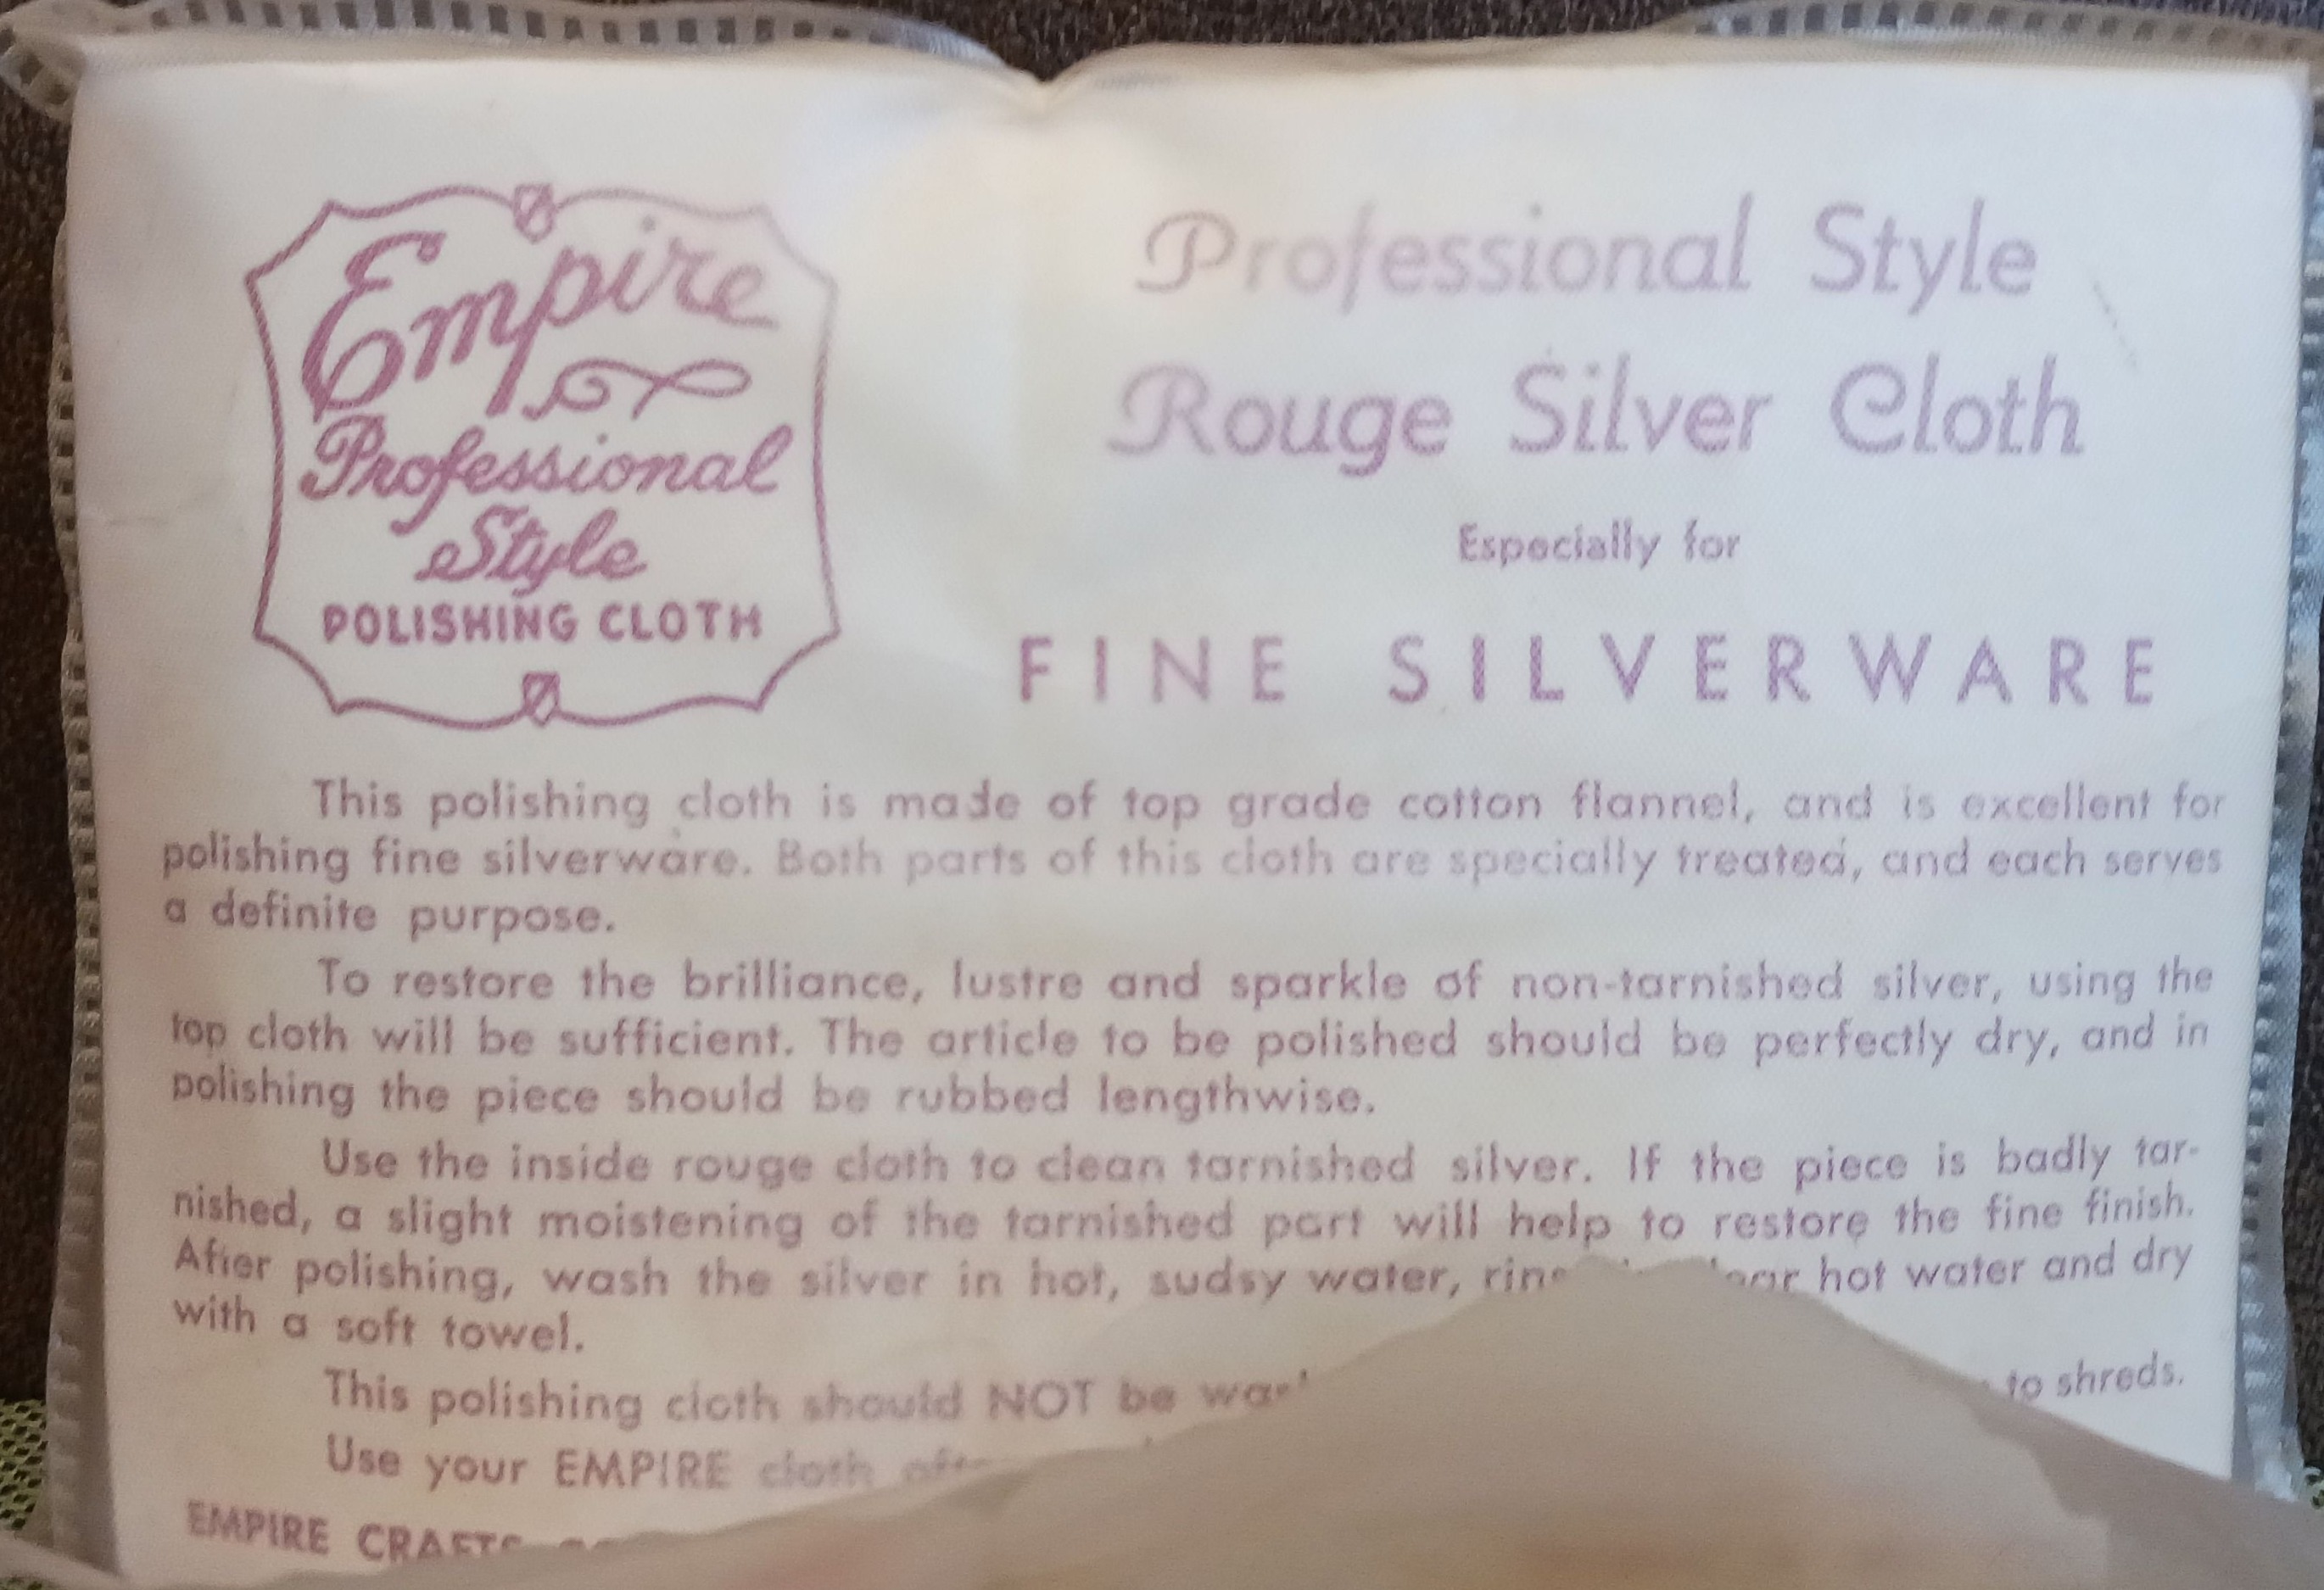 Empire
Professional
Style
POLISHING CLOTH
Professional Style
Rouge Silver Cloth
Especially for
FINE SILVERWARE
This polishing cloth is made of top grade cotton flannel, and is excellent for
polishing fine silverware. Both parts of this cloth are specially treated, and each serves
a definite purpose.
To restore the brilliance, lustre and sparkle of non-tarnished silver, using the
top cloth will be sufficient. The article to be polished should be perfectly dry, and in
polishing the piece should be rubbed lengthwise.
Use the inside rouge cloth to clean tarnished silver. If the piece is badly tar-
nished, a slight moistening of the tarnished part will help to restore the fine finish.
After polishing, wash the silver in hot, sudsy water, hot water and dry
with a soft towel.
This polishing cloth should NOT be to shreds.
Use your EMPIRE cloth
EMPIRE CRAFTS